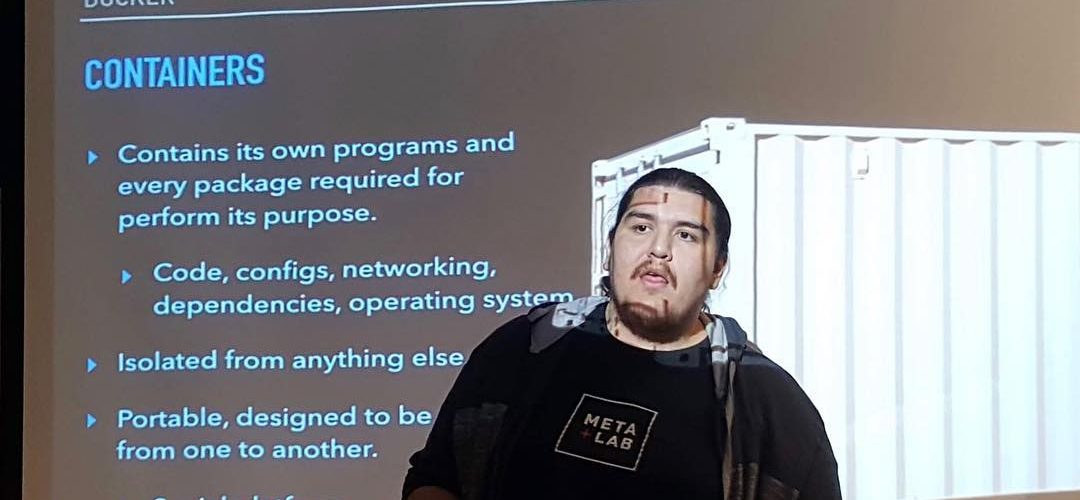 DOCKER
CONTAINERS
Contains its own programs and
every package required for
perform its purpose.
Code, configs, networking,
dependencies, operating system
Isolated from anything else
Portable, designed to be
from one to another.
META
+ LAB